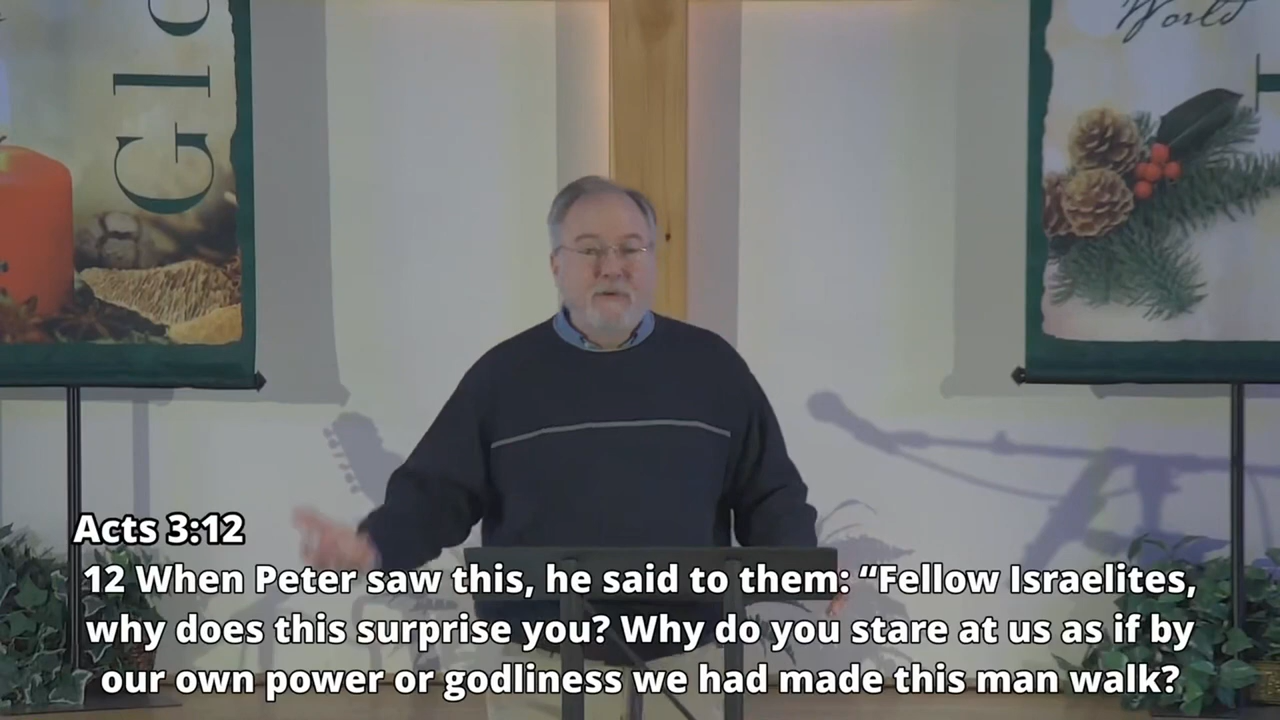 Glo
World
Acts 3:12
12 When Peter saw this, he said to them: “Fellow Israelites,
why does this surprise you? Why do you stare at us as if by
our own power or godliness we had made this man walk?